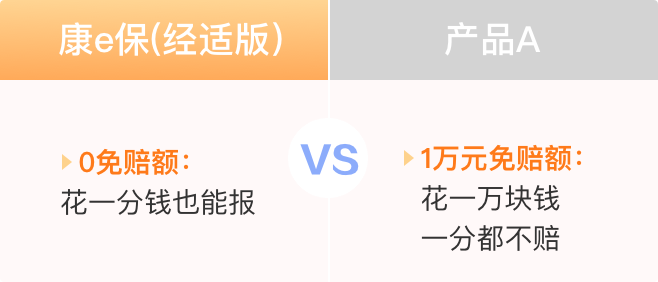 康e保(经适版)
产品A
0免赔额：
花一分钱也能报
VS
1万元免赔额：
花一万块钱
一分都不赔